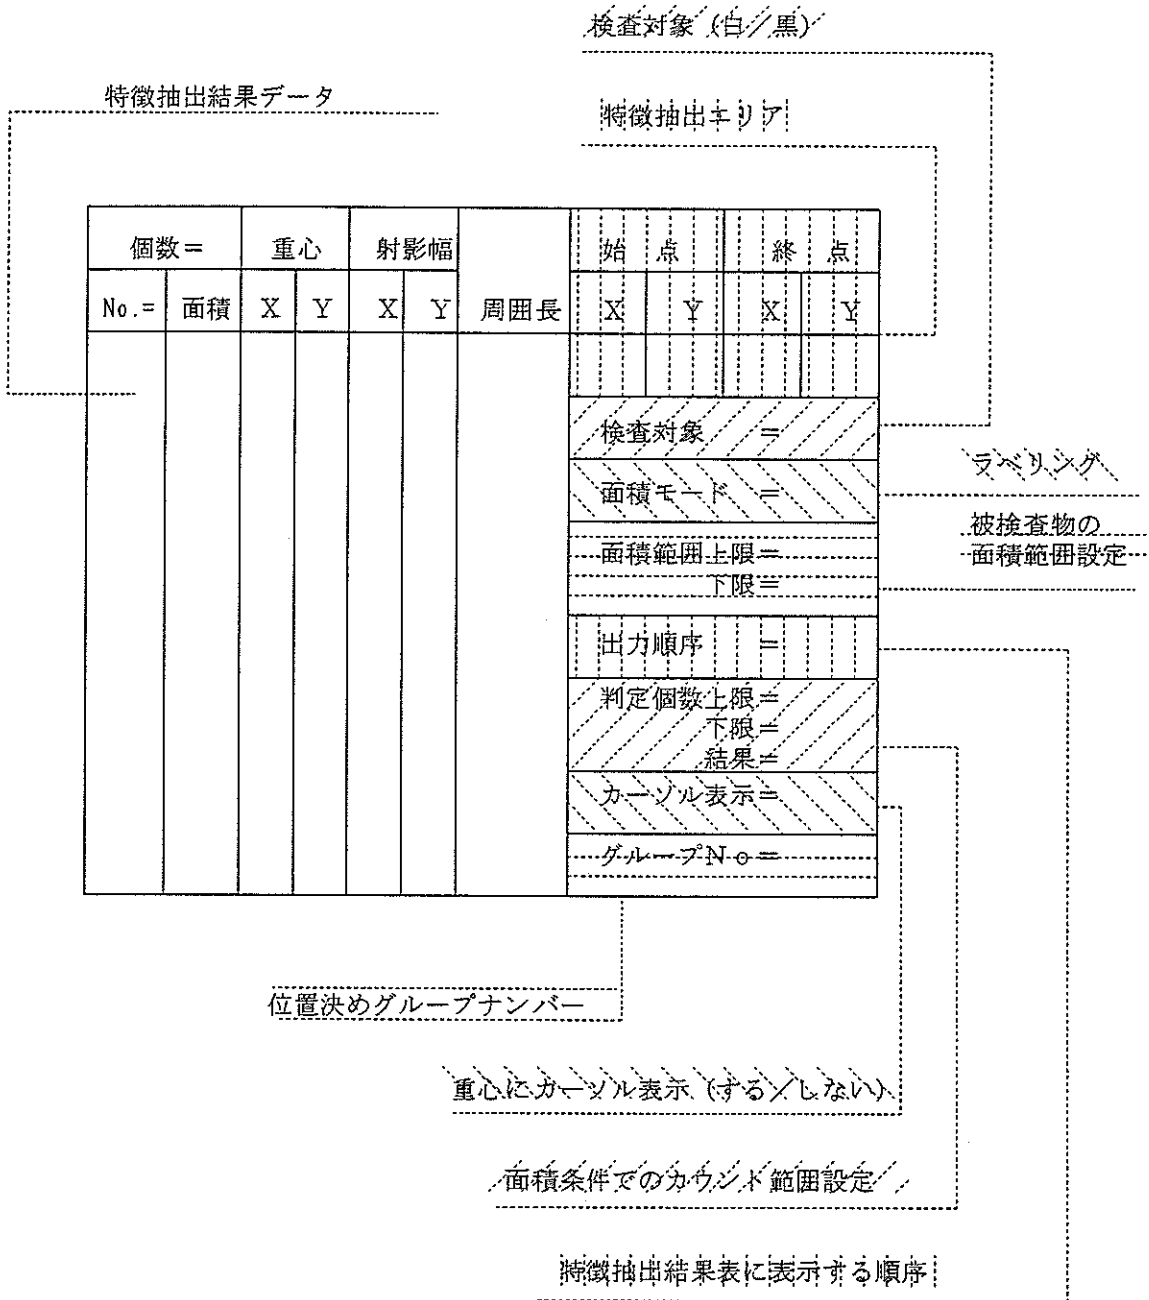 検査対象（白／黒）
特徴抽出結果データ
特徴抽出エリア
個数＝ 重心 射影幅 始 点 終 点
No.= 面積 X Y X Y 周囲長 X Y X Y
検査対象 ＝
ラベリング
面積モード ＝
被検査物の
面積範囲設定
面積範囲上限＝
下限＝
出力順序 ＝
判定個数上限＝
下限＝
結果＝
カーソル表示＝
グループNo＝
位置決めグループナンバー
重心にカーソル表示（する／しない）
面積条件でのカウント範囲設定
特徴抽出結果表に表示する順序